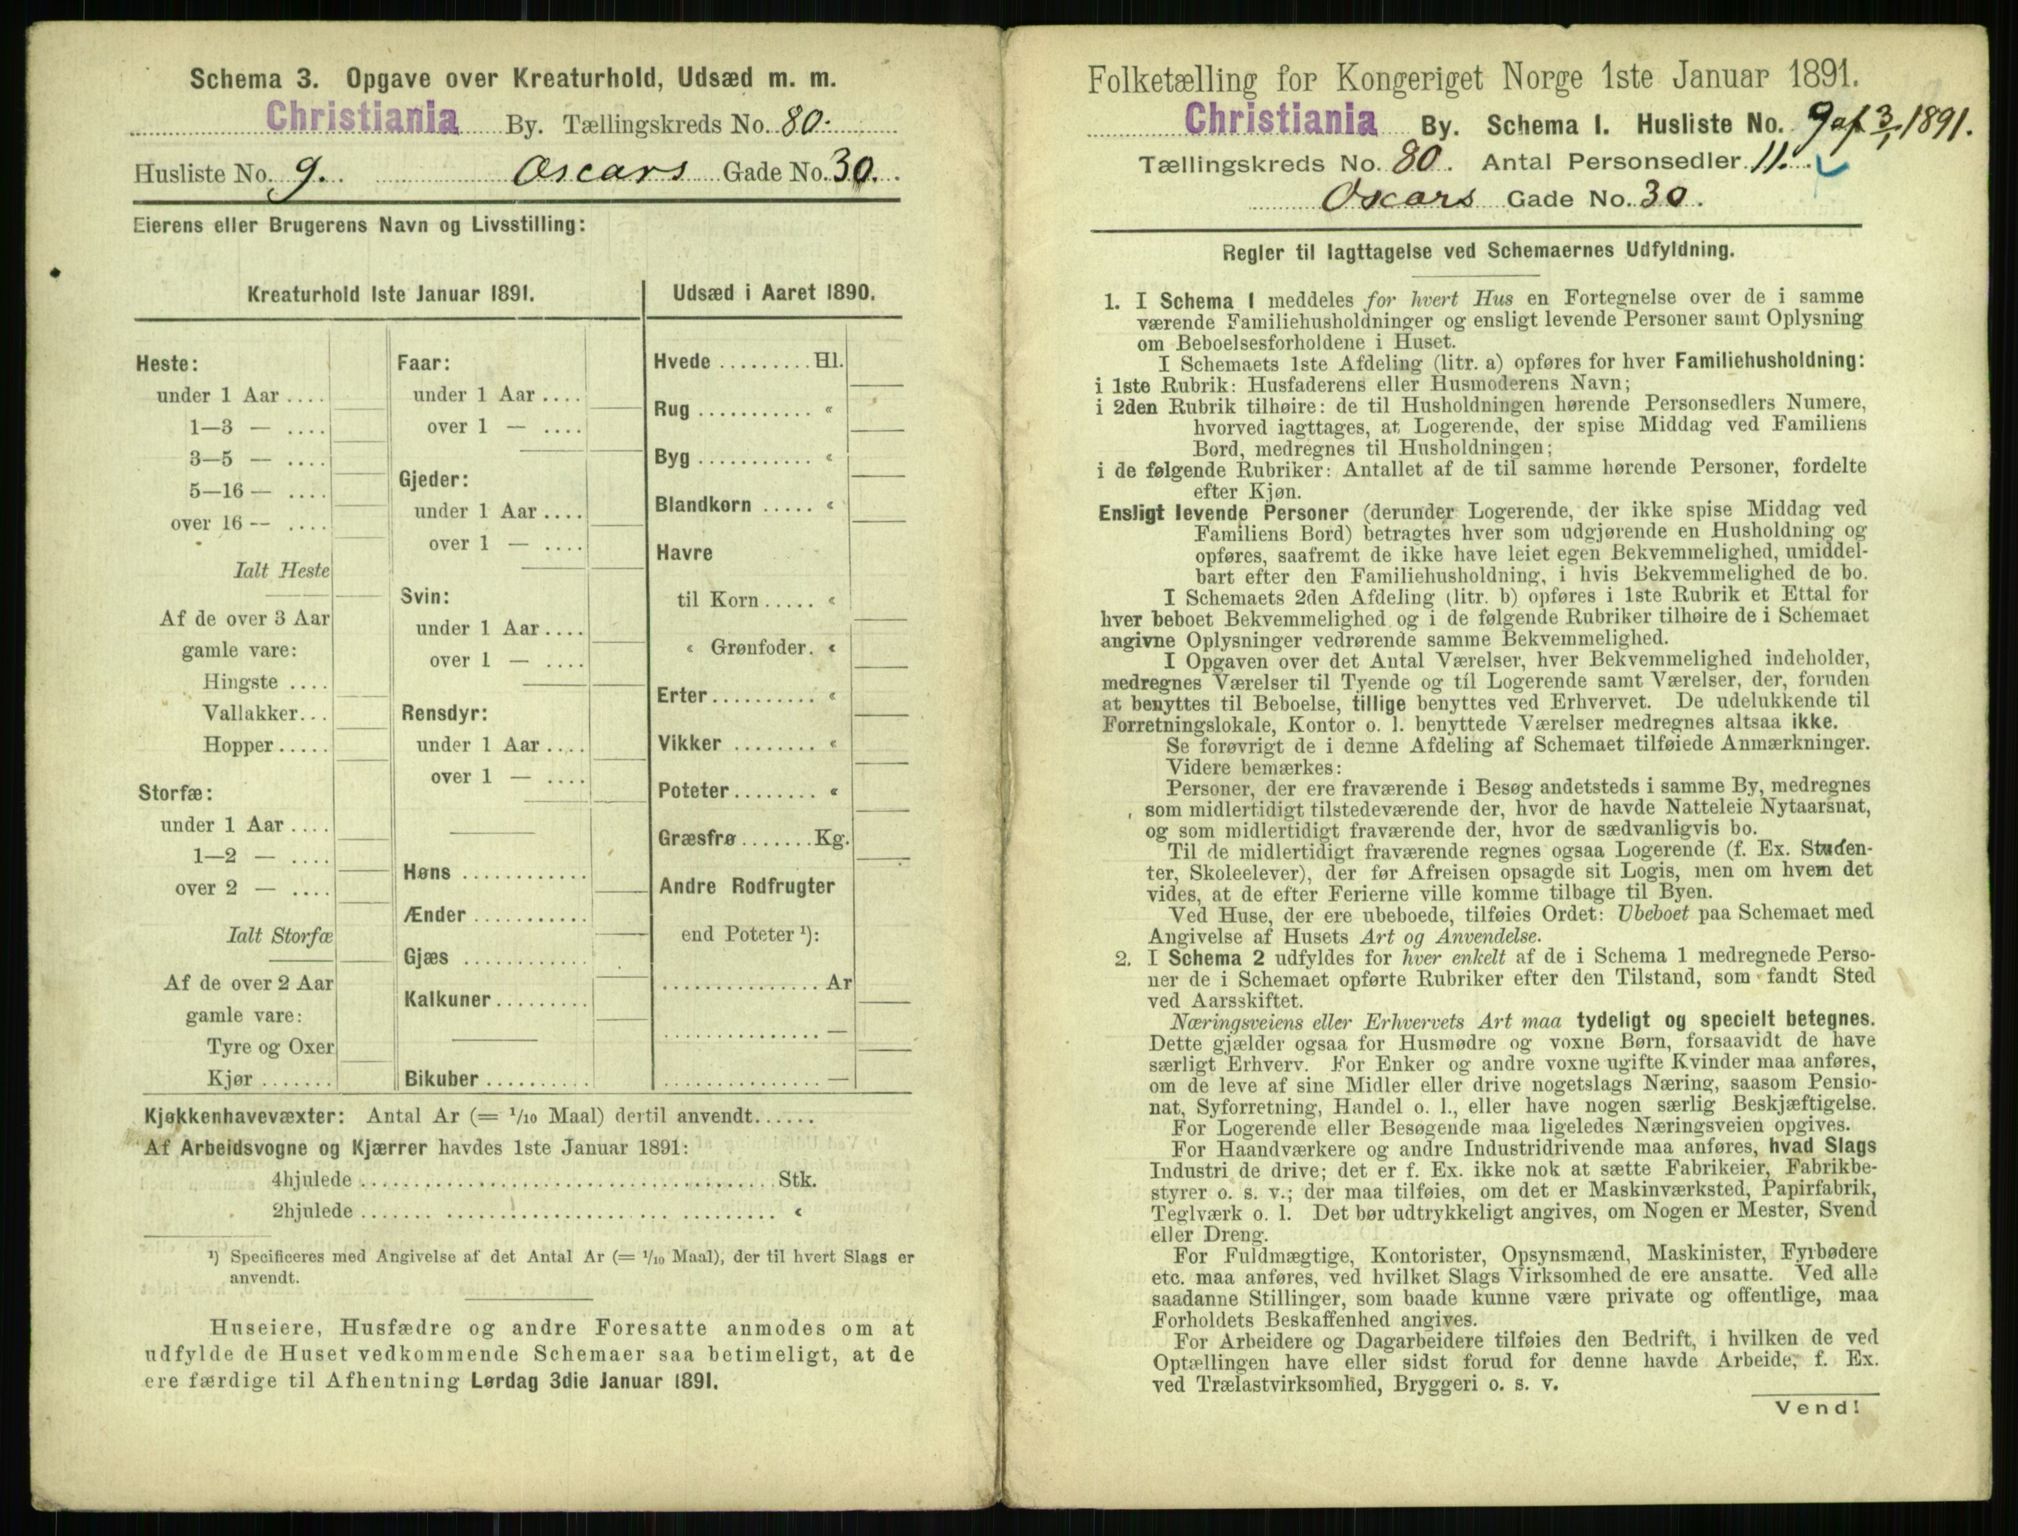 Schema 3. Opgave over Kreaturhold, Udsæd m. m.
Christiania By. Tællingskreds No. 80.
Husliste No. 9. Oscars Gade No. 30.
Eierens eller Brugerens Navn og Livsstilling:
Kreaturhold 1ste Januar 1891.
Heste:
under 1 Aar ....
1—3 — ....
3—5 — ....
5—16 — ....
over 16 — ....
Ialt Heste
Af de over 3 Aar
gamle vare:
Hingste ....
Vallakker...
Hopper.....
Storfæ:
under 1 Aar ....
1—2 — ....
over 2 — ....
Ialt Storfæ
Af de over 2 Aar
gamle vare:
Tyre og Oxer
Kjør.......
Faar:
under 1 Aar ....
over 1 — ....
Gjeder:
under 1 Aar ....
over 1 — ....
Svin:
under 1 Aar ....
over 1 — ....
Rensdyr:
under 1 Aar ....
over 1 — ....
Høns ............
Ænder ...........
Gjæs ............
Kalkuner.........
Bikuber ..........
Udsæd i Aaret 1890.
Hvede ......... Hl.
Rug ........... «
Byg ........... «
Blandkorn ..... «
Havre
til Korn ..... «
« Grønfoder. «
Erter.......... «
Vikker ........ «
Poteter........ «
Græsfrø .......Kg.
Andre Rodfrugter
end Poteter ¹):
............... Ar
............... —
............... —
Kjøkkenhavevæxter: Antal Ar (= 1/10 Maal) dertil anvendt......
Af Arbeidsvogne og Kjærrer havdes 1ste Januar 1891:
4hjulede ........................................ Stk.
2hjulede ........................................ «
¹) Specificeres med Angivelse af det Antal Ar (= 1/10 Maal), der til hvert Slags er
anvendt.
Huseiere, Husfædre og andre Foresatte anmodes om at
udfylde de Huset vedkommende Schemaer saa betimeligt, at de
ere færdige til Afhentning Lørdag 3die Januar 1891.
Folketælling for Kongeriget Norge 1ste Januar 1891.
Christiania By. Schema I. Husliste No. 9 af 3/1 1891.
Tællingskreds No. 80. Antal Personsedler 11.
Oscars Gade No. 30.
Regler til Iagttagelse ved Schemaernes Udfyldning.
1. I Schema 1 meddeles for hvert Hus en Fortegnelse over de i samme
værende Familiehusholdninger og ensligt levende Personer samt Oplysning
om Beboelsesforholdene i Huset.
I Schemaets 1ste Afdeling (litr. a) opføres for hver Familiehusholdning:
i 1ste Rubrik: Husfaderens eller Husmoderens Navn;
i 2den Rubrik tilhøire: de til Husholdningen hørende Personsedlers Numere,
hvorved iagttages, at Logerende, der spise Middag ved Familiens
Bord, medregnes til Husholdningen;
i de følgende Rubriker: Antallet af de til samme hørende Personer, fordelte
efter Kjøn.
Ensligt levende Personer (derunder Logerende, der ikke spise Middag ved
Familiens Bord) betragtes hver som udgjørende en Husholdning og
opføres, saafremt de ikke have leiet egen Bekvemmelighed, umiddel-
bart efter den Familiehusholdning, i hvis Bekvemmelighed de bo.
I Schemaets 2den Afdeling (litr. b) opføres i 1ste Rubrik et Ettal for
hver beboet Bekvemmelighed og i de følgende Rubriker tilhøire de i Schemaet
angivne Oplysninger vedrørende samme Bekvemmelighed.
I Opgaven over det Antal Værelser, hver Bekvemmelighed indeholder,
medregnes Værelser til Tyende og til Logerende samt Værelser, der, foruden
at benyttes til Beboelse, tillige benyttes ved Erhvervet. De udelukkende til
Forretningslokale, Kontor o. l. benyttede Værelser medregnes altsaa ikke.
Se forøvrigt de i denne Afdeling af Schemaet tilføiede Anmærkninger.
Videre bemærkes:
Personer, der ere fraværende i Besøg andetsteds i samme By, medregnes
som midlertidigt tilstedeværende der, hvor de havde Natteleie Nytaarsnat,
og som midlertidigt fraværende der, hvor de sædvanligvis bo.
Til de midlertidigt fraværende regnes ogsaa Logerende (f. Ex. Studen-
ter, Skoleelever), der før Afreisen opsagde sit Logis, men om hvem det
vides, at de efter Ferierne ville komme tilbage til Byen.
Ved Huse, der ere ubeboede, tilføies Ordet: Ubeboet paa Schemaet med
Angivelse af Husets Art og Anvendelse.
2. I Schema 2 udfyldes for hver enkelt af de i Schema 1 medregnede Perso-
ner de i Schemaet opførte Rubriker efter den Tilstand, som fandt Sted
ved Aarsskiftet.
Næringsveiens eller Erhvervets Art maa tydeligt og specielt betegnes.
Dette gjælder ogsaa for Husmødre og voxne Børn, forsaavidt de have
særligt Erhverv. For Enker og andre voxne ugifte Kvinder maa anføres,
om de leve af sine Midler eller drive nogetslags Næring, saasom Pensio-
nat, Syforretning, Handel o. l., eller have nogen særlig Beskjæftigelse.
For Logerende eller Besøgende maa ligeledes Næringsveien opgives.
For Haandværkere og andre Industridrivende maa anføres, hvad Slags
Industri de drive; det er f. Ex. ikke nok at sætte Fabrikeier, Fabrikbe-
styrer o. s. v.; der maa tilføies, om det er Maskinværksted, Papirfabrik,
Teglværk o. l. Det bør udtrykkeligt angives, om Nogen er Mester, Svend
eller Dreng.
For Fuldmægtige, Kontorister, Opsynsmænd, Maskinister, Fyrbødere
etc. maa anføres, ved hvilket Slags Virksomhed de ere ansatte. Ved alle
saadanne Stillinger, som baade kunne være private og offentlige, maa
Forholdets Beskaffenhed angives.
For Arbeidere og Dagarbeidere tilføies den Bedrift, i hvilken de ved
Optællingen have eller sidst forud for denne havde Arbeide, f. Ex.
ved Trælastvirksomhed, Bryggeri o. s. v.
Vend!